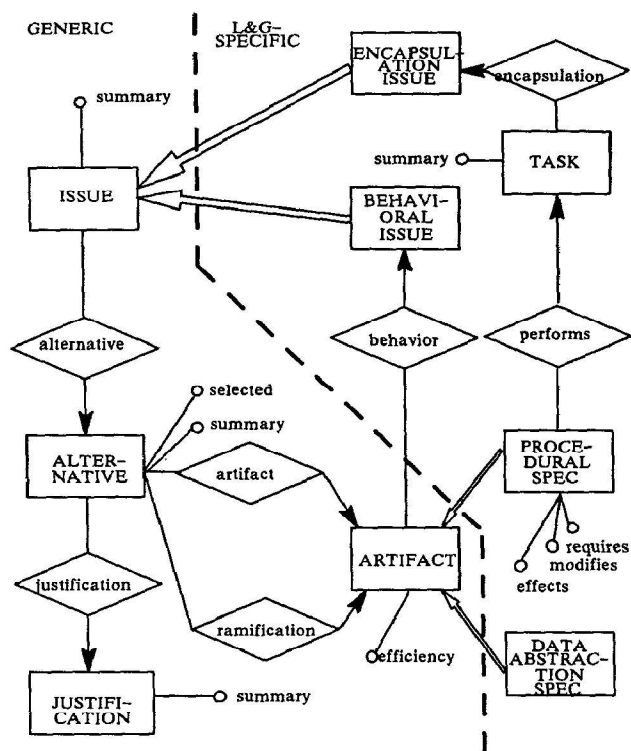 GENERIC
L&G-
SPECIFIC
ENCAPSUL-
ATION
ISSUE
encapsulation
summary
summary
TASK
ISSUE
BEHAVI-
ORAL
ISSUE
alternative
behavior
performs
selected
summary
ALTER-
NATIVE
artifact
PROCE-
DURAL
SPEC
requires
modifies
effects
ARTIFACT
justification
ramification
efficiency
DATA
ABSTRAC-
TION
SPEC
JUSTIFI-
CATION
summary